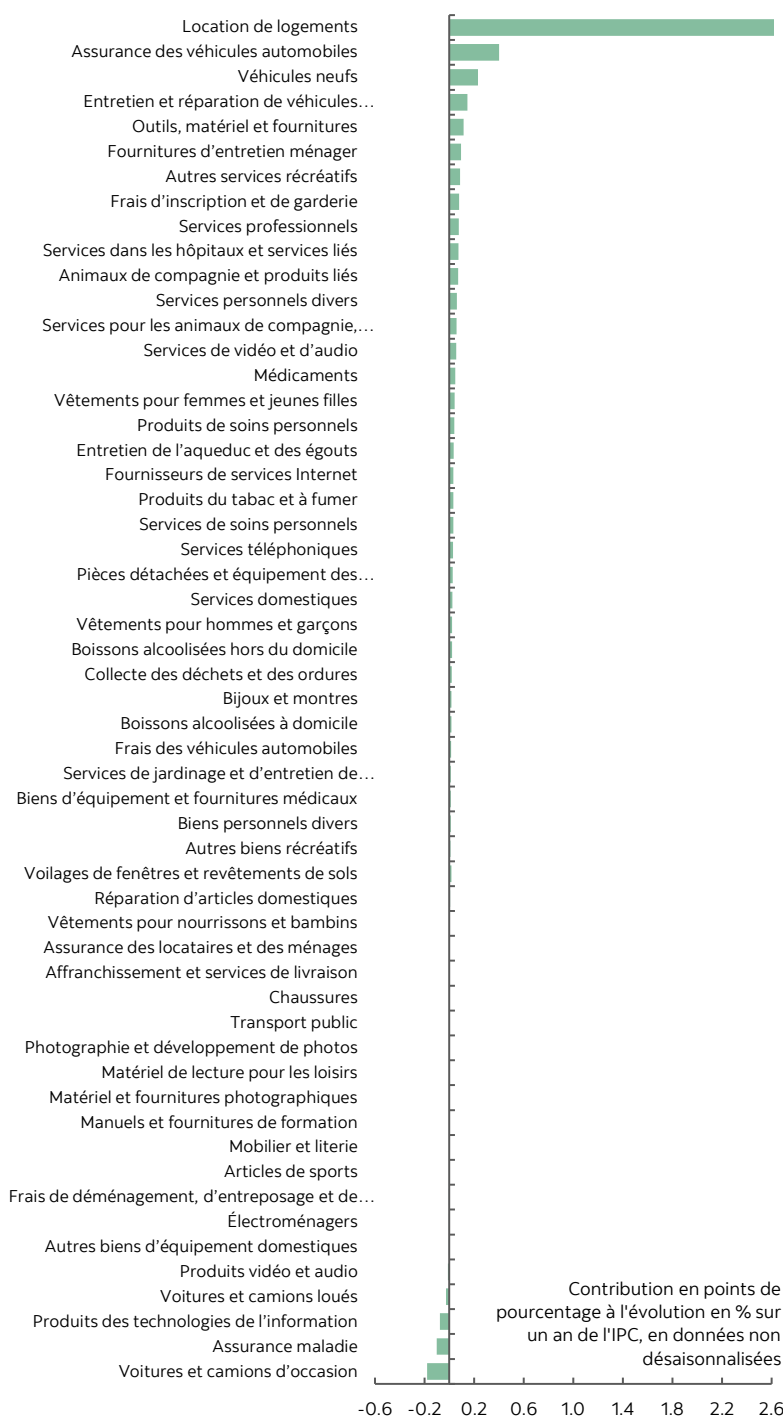 Location de logements
Assurance des véhicules automobiles
Véhicules neufs
Entretien et réparation de véhicules…
Outils, matériel et fournitures
Fournitures d'entretien ménager
Autres services récréatifs
Frais d'inscription et de garderie
Services professionnels
Services dans les hôpitaux et services liés
Animaux de compagnie et produits liés
Services personnels divers
Services pour les animaux de compagnie,…
Services de vidéo et d'audio
Médicaments
Vêtements pour femmes et jeunes filles
Produits de soins personnels
Entretien de l'aqueduc et des égouts
Fournisseurs de services Internet
Produits du tabac et à fumer
Services de soins personnels
Services téléphoniques
Pièces détachées et équipement des…
Services domestiques
Vêtements pour hommes et garçons
Boissons alcoolisées hors du domicile
Collecte des déchets et des ordures
Bijoux et montres
Boissons alcoolisées à domicile
Frais des véhicules automobiles
Services de jardinage et d'entretien de…
Biens d'équipement et fournitures médicaux
Biens personnels divers
Autres biens récréatifs
Voilages de fenêtres et revêtements de sols
Réparation d'articles domestiques
Vêtements pour nourrissons et bambins
Assurance des locataires et des ménages
Affranchissement et services de livraison
Chaussures
Transport public
Photographie et développement de photos
Matériel de lecture pour les loisirs
Matériel et fournitures photographiques
Manuels et fournitures de formation
Mobilier et literie
Articles de sports
Frais de déménagement, d'entreposage et de…
Électroménagers
Autres biens d'équipement domestiques
Produits vidéo et audio
Voitures et camions loués
Produits des technologies de l'information
Assurance maladie
Voitures et camions d'occasion
Contribution en points de
pourcentage à l'évolution en % sur
un an de l'IPC, en données non
désaisonnalisées
-0.6 -0.2 0.2 0.6 1.0 1.4 1.8 2.2 2.6